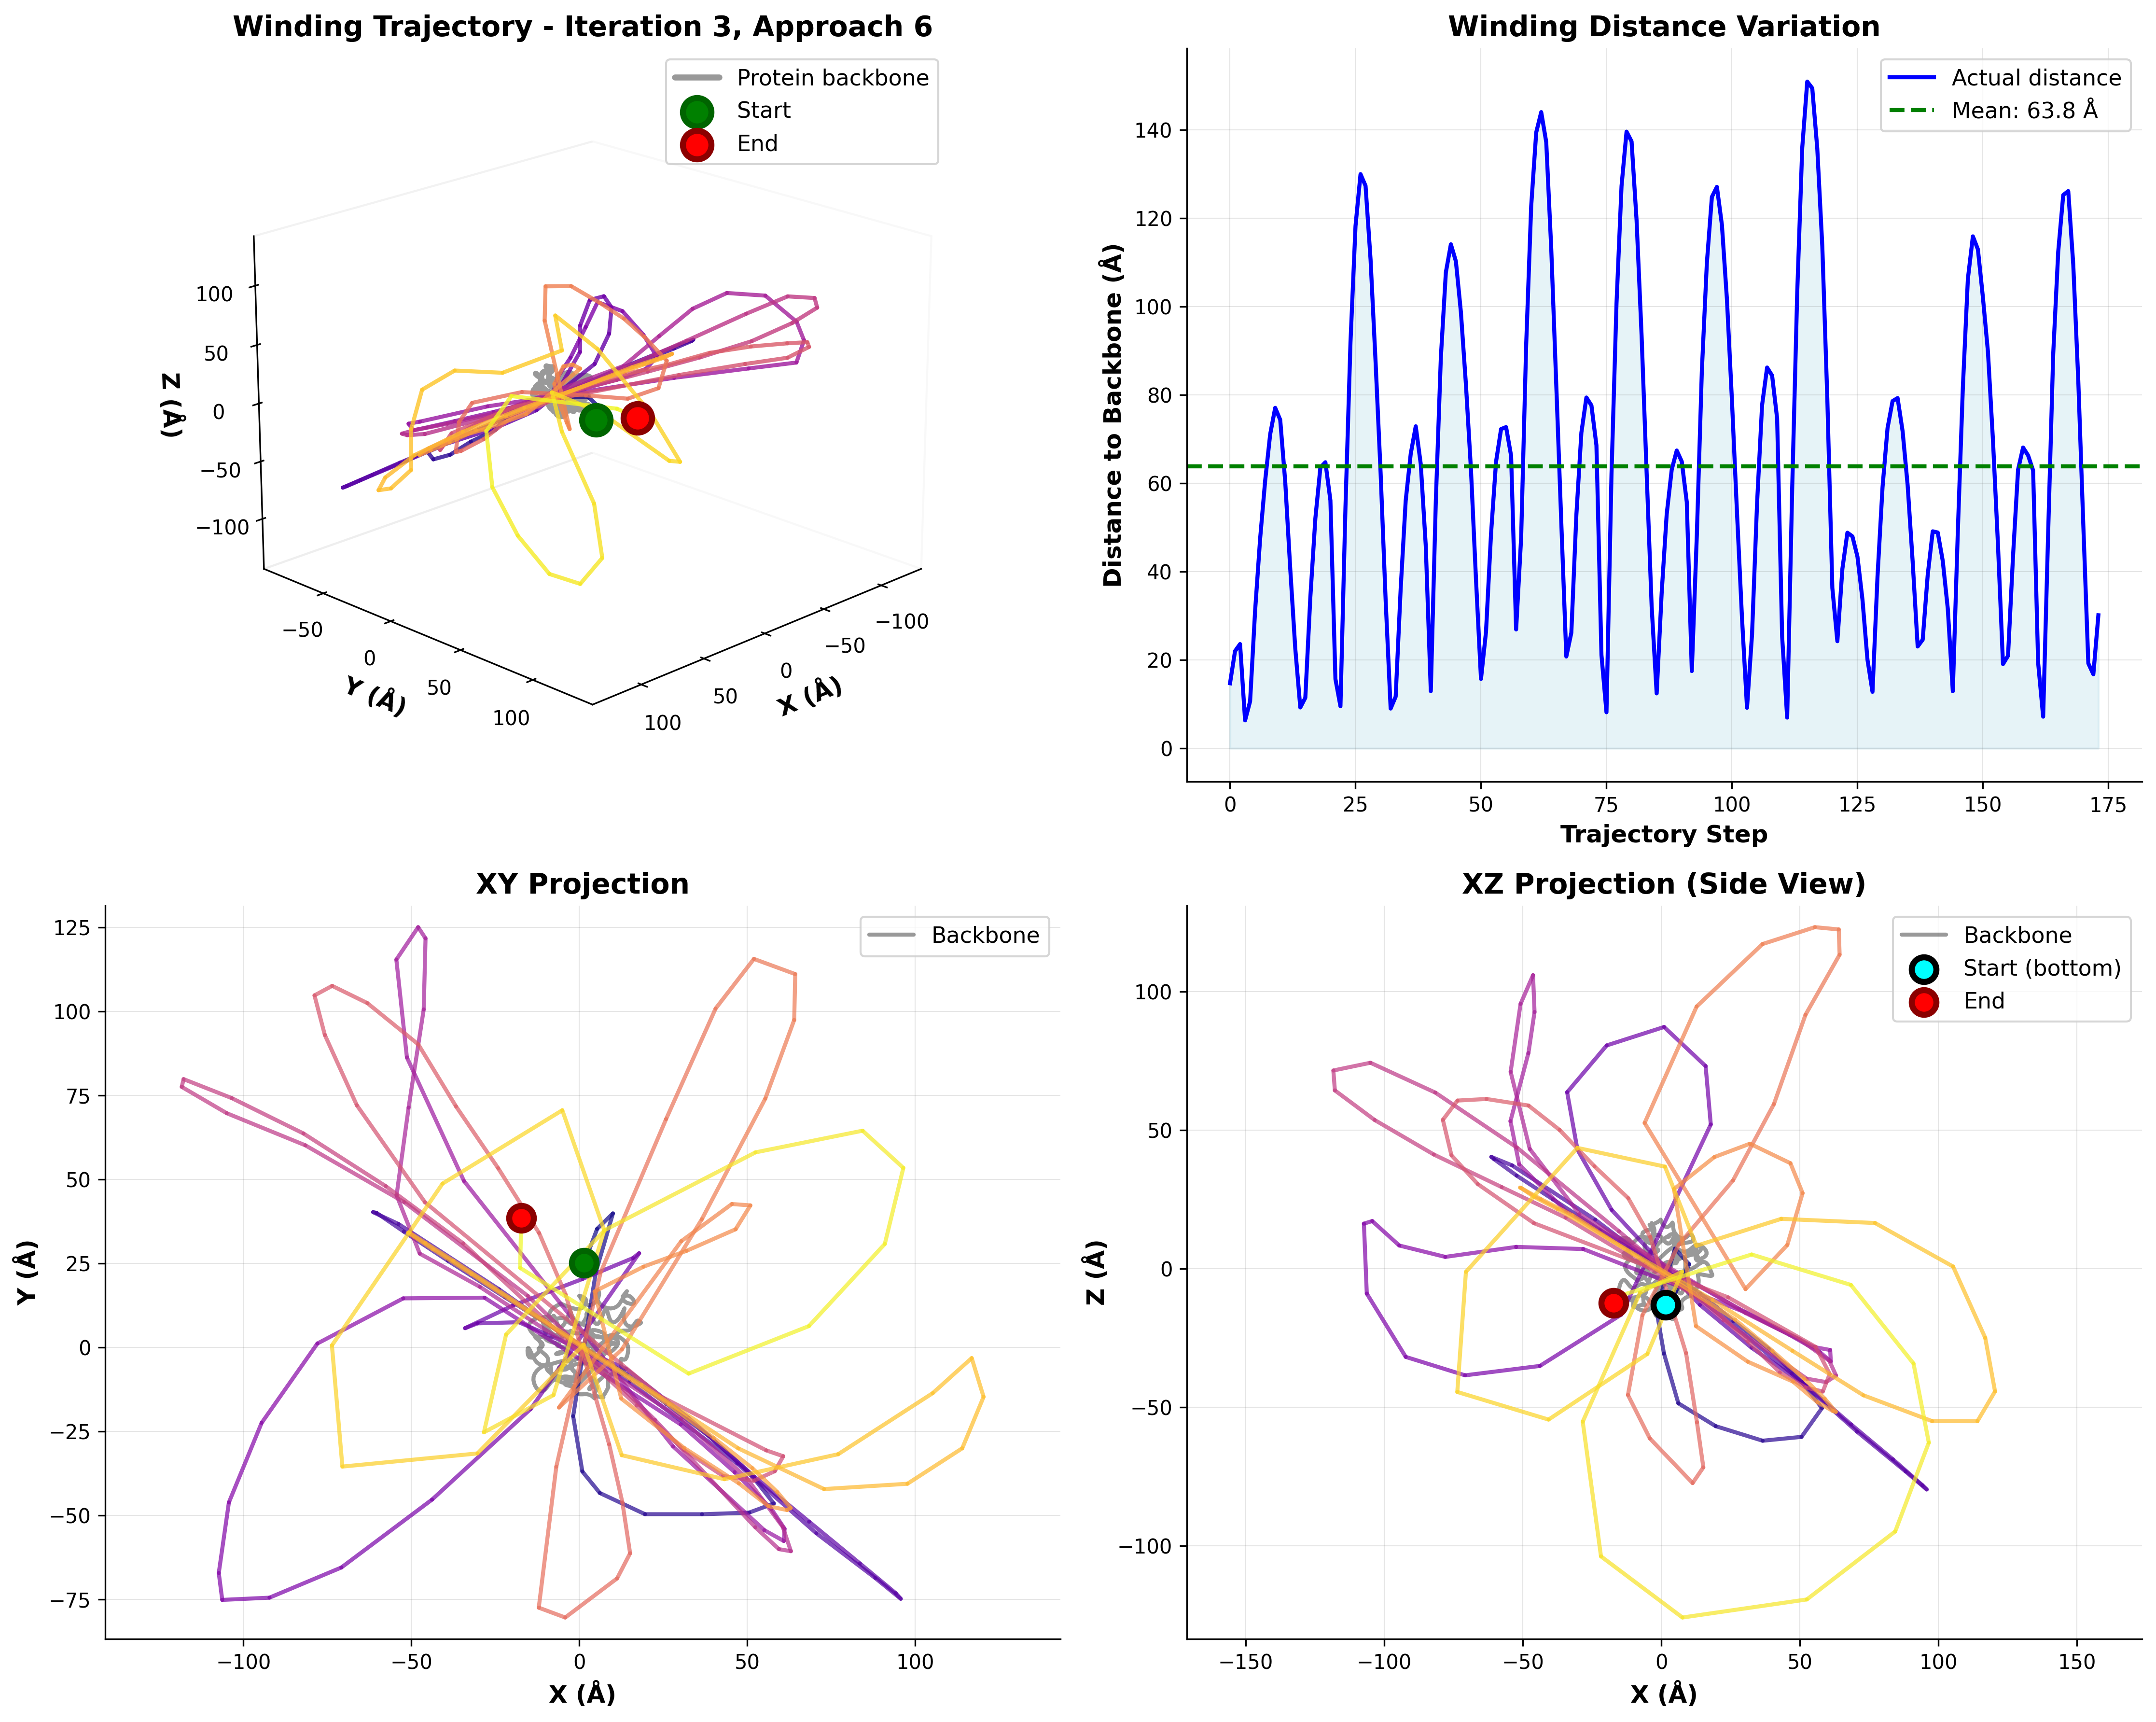 Winding Trajectory - Iteration 3, Approach 6
Protein backbone
Start
End
100
50
0
−50
−100
Z (Å)
−50
0
50
100
Y (Å)
100
50
0
−50
−100
X (Å)
Winding Distance Variation
Actual distance
Mean: 63.8 Å
140
120
100
80
60
40
20
0
Distance to Backbone (Å)
0 25 50 75 100 125 150 175
Trajectory Step
XY Projection
Backbone
125
100
75
50
25
0
−25
−50
−75
Y (Å)
−100 −50 0 50 100
X (Å)
XZ Projection (Side View)
Backbone
Start (bottom)
End
100
50
0
−50
−100
Z (Å)
−150 −100 −50 0 50 100 150
X (Å)